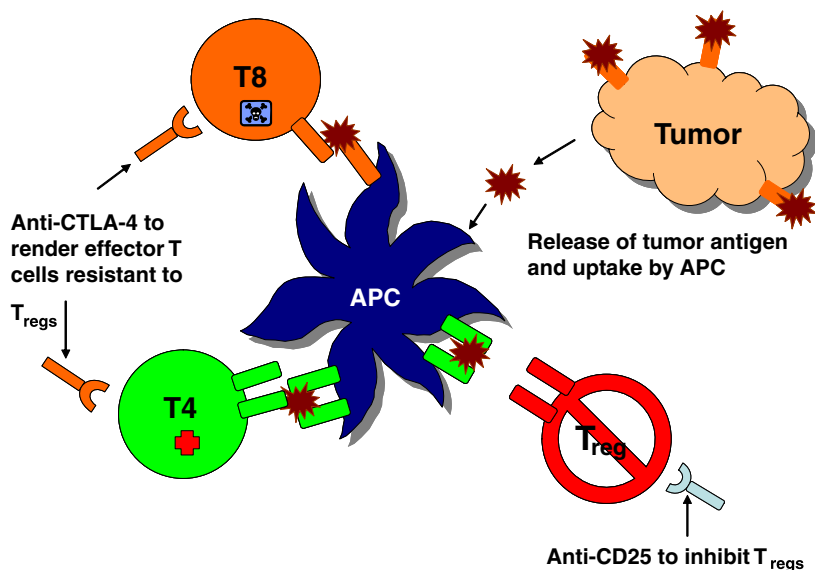 T8
Tumor
Anti-CTLA-4 to
render effector T
cells resistant to
Tregs
Release of tumor antigen
and uptake by APC
APC
T4
Treg
Anti-CD25 to inhibit Tregs